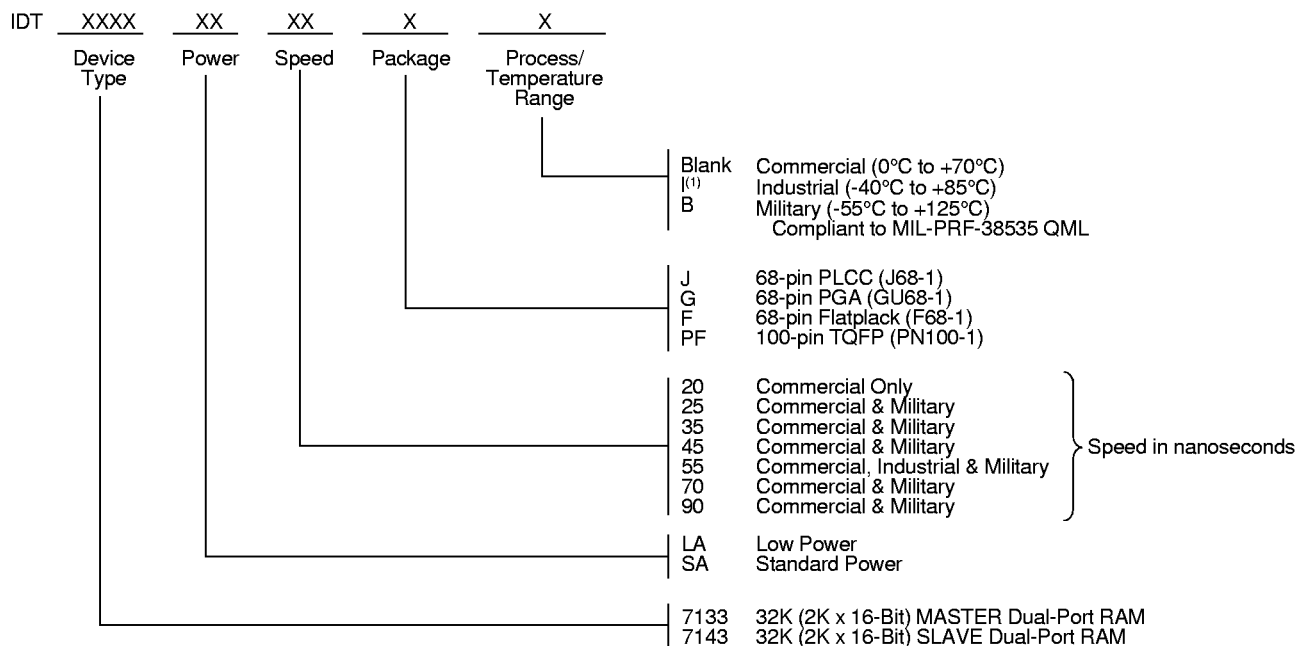 IDT XXXX XX XX X X
Device Type Power Speed Package Process/ Temperature Range
Blank Commercial (0°C to +70°C)
I(1) Industrial (-40°C to +85°C)
B Military (-55°C to +125°C)
Compliant to MIL-PRF-38535 QML
J 68-pin PLCC (J68-1)
G 68-pin PGA (GU68-1)
F 68-pin Flatplack (F68-1)
PF 100-pin TQFP (PN100-1)
20 Commercial Only
25 Commercial & Military
35 Commercial & Military
45 Commercial & Military
55 Commercial, Industrial & Military
70 Commercial & Military
90 Commercial & Military
Speed in nanoseconds
LA Low Power
SA Standard Power
7133 32K (2K x 16-Bit) MASTER Dual-Port RAM
7143 32K (2K x 16-Bit) SLAVE Dual-Port RAM